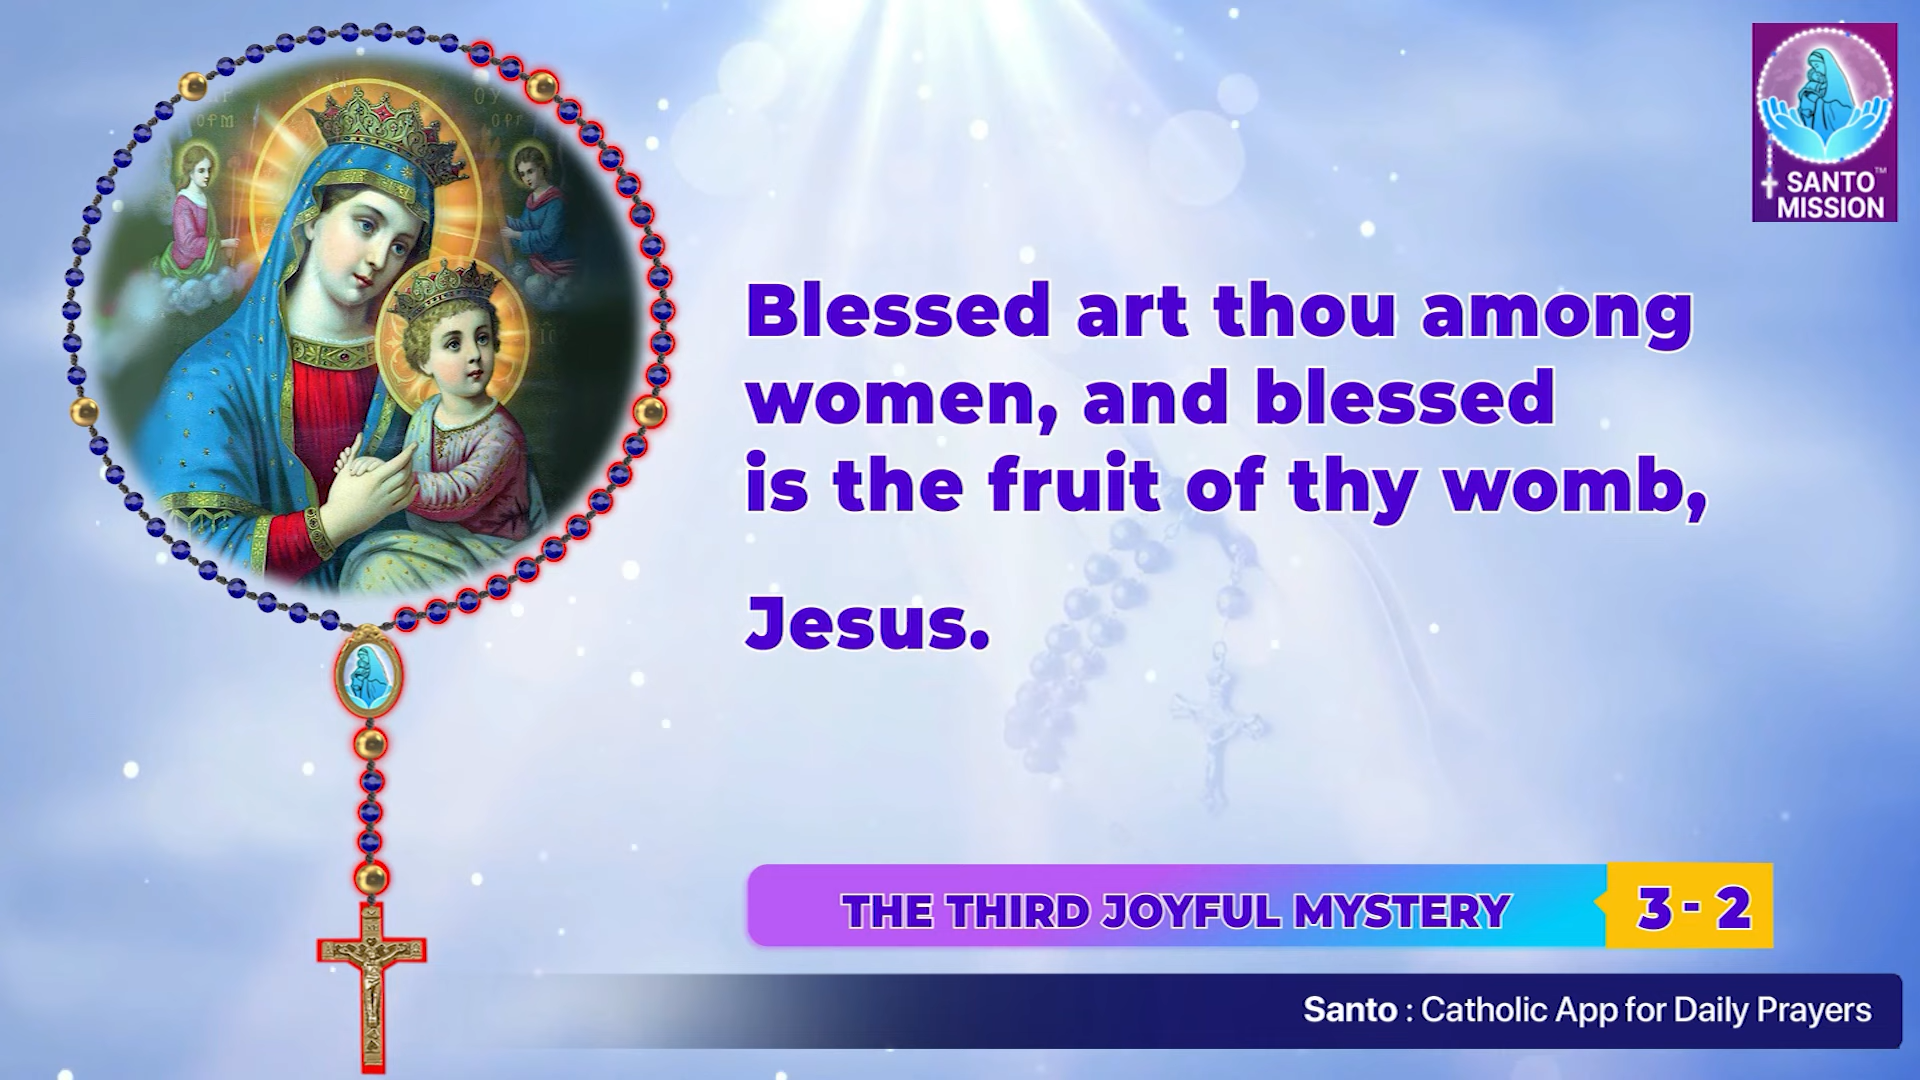 SANTO™
MISSION
Blessed art thou among
women, and blessed
is the fruit of thy womb,
Jesus.
THE THIRD JOYFUL MYSTERY
3 - 2
Santo : Catholic App for Daily Prayers